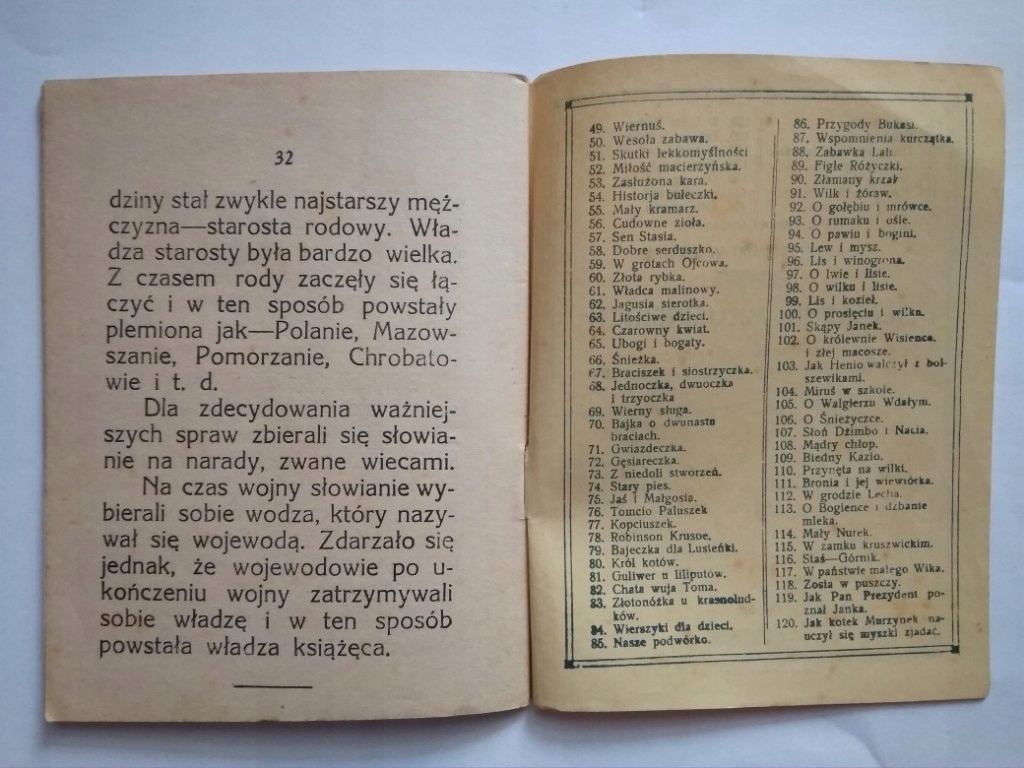 32
dziny stał zwykle najstarszy męż-
czyzna—starosta rodowy. Wła-
dza starosty była bardzo wielka.
Z czasem rody zaczęły się łą-
czyć i w ten sposób powstały
plemiona jak—Polanie, Mazow-
szanie, Pomorzanie, Chrobato-
wie i t. d.
Dla zdecydowania ważniej-
szych spraw zbierali się słowia-
nie na narady, zwane wiecami.
Na czas wojny słowianie wy-
bierali sobie wodza, który nazy-
wał się wojewodą. Zdarzało się
jednak, że wojewodowie po u-
kończeniu wojny zatrzymywali
sobie władzę i w ten sposób
powstała władza książęca.
49. Wiernuś.
50. Wesoła zabawa.
51. Skutki lekkomyślności
52. Miłość macierzyńska.
53. Zasłużona kara.
54. Historja bułeczki.
55. Mały kramarz.
56. Cudowne zioła.
57. Sen Stasia.
58. Dobre serduszko.
59. W grotach Ojcowa.
60. Złota rybka.
61. Władca malinowy.
62. Jagusia sierotka.
63. Litościwe dzieci.
64. Czarowny kwiat.
65. Ubogi i bogaty.
66. Śnieżka.
67. Braciszek i siostrzyczka.
68. Jednoczka, dwuoczka
i trzyoczka
69. Wierny sługa.
70. Bajka o dwunastu
braciach.
71. Gwiazdeczka.
72. Gęsiareczka.
73. Z niedoli stworzeń.
74. Stary pies.
75. Jaś i Małgosia.
76. Tomcio Paluszek
77. Kopciuszek.
78. Robinson Krusoe,
79. Bajeczka dla Lusieńki.
80. Król kotów.
81. Guliwer u liliputów.
82. Chata wuja Toma.
83. Złotonóżka u krasnolud-
ków.
84. Wierszyki dla dzieci.
85. Nasze podwórko.
86. Przygody Bukasi.
87. Wspomnienia kurczątka.
88. Zabawka Lali
89. Figle Różyczki.
90. Złamany krzak
91. Wilk i żóraw.
92. O gołębiu i mrówce.
93. O rumaku i ośle.
94. O pawiu i bogini.
95. Lew i mysz.
96. Lis i winogrona.
97. O lwie i lisie.
98. O wilku i lisie.
99. Lis i kozieł.
100. O prosięciu i wilku.
101. Skąpy Janek.
102. O królewnie Wisience.
i złej macosze.
103. Jak Henio walczył z bol-
szewikami.
104. Miruś w szkole.
105. O Walgierzu Wdałym.
106. O Śnieżyczce.
107. Słoń Dżimbo i Nacia.
108. Mądry chłop.
109. Biedny Kazio.
110. Przynęta na wilki.
111. Bronia i jej wiewiórka.
112. W grodzie Lecha.
113. O Bogience i dzbanie
mleka.
114. Mały Nurek.
115. W zamku kruszwickim.
116. Staś—Górnik.
117. W państwie małego Wika.
118. Zosia w puszczy.
119. Jak Pan Prezydent po-
znał Janka.
120. Jak kotek Murzynek na-
uczył się myszki zjadać.